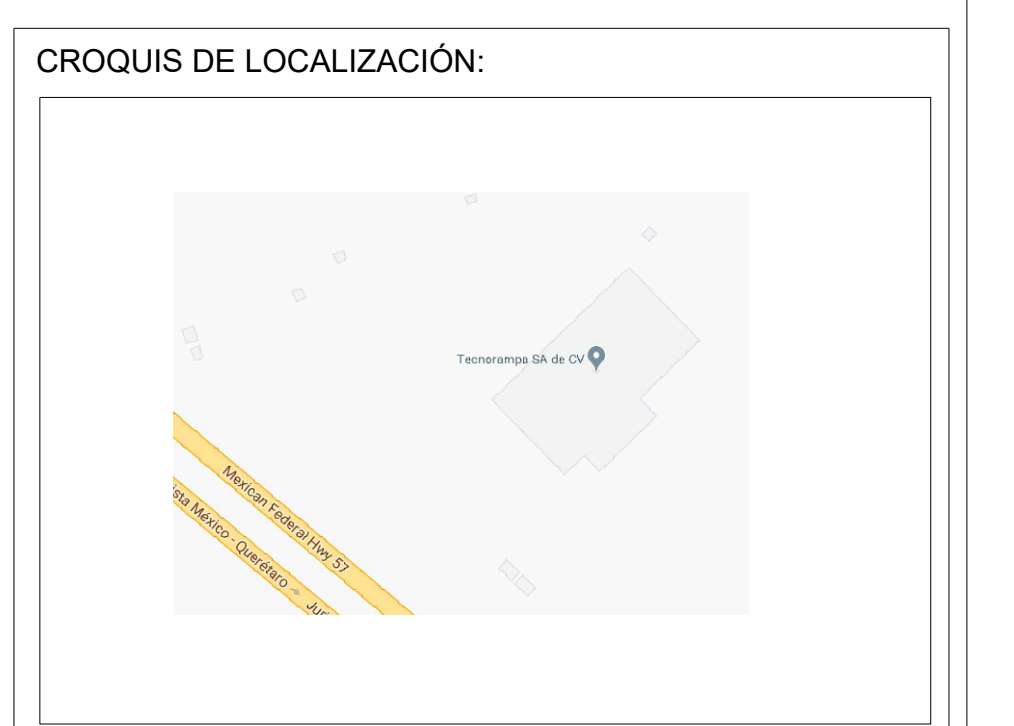 CROQUIS DE LOCALIZACIÓN:
Tecnorampa SA de CV
Mexican Federal Hwy 57
ista México - Querétaro